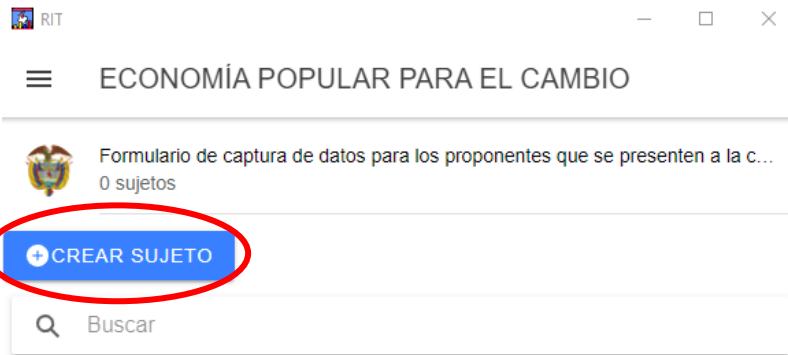 RIT
ECONOMÍA POPULAR PARA EL CAMBIO
Formulario de captura de datos para los proponentes que se presenten a la c...
0 sujetos
CREAR SUJETO
Buscar